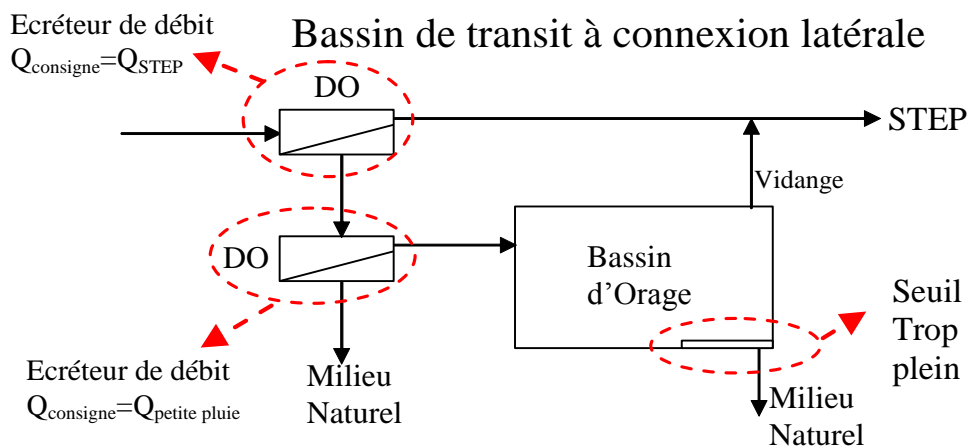 Ecréteur de débit
Qconsigne=QSTEP
Bassin de transit à connexion latérale
DO
STEP
Vidange
DO
Bassin
d’Orage
Seuil
Trop
plein
Ecréteur de débit
Qconsigne=Qpetite pluie
Milieu
Naturel
Milieu
Naturel